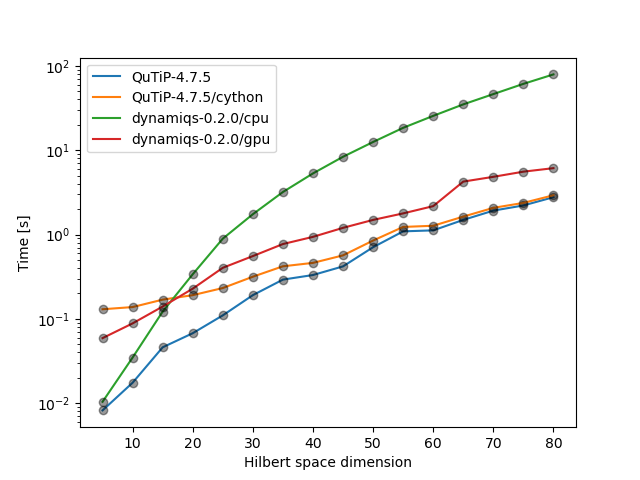 QuTiP-4.7.5
QuTiP-4.7.5/cython
dynamiqs-0.2.0/cpu
dynamiqs-0.2.0/gpu
10²
10¹
10⁰
10⁻¹
10⁻²
Time [s]
10 20 30 40 50 60 70 80
Hilbert space dimension